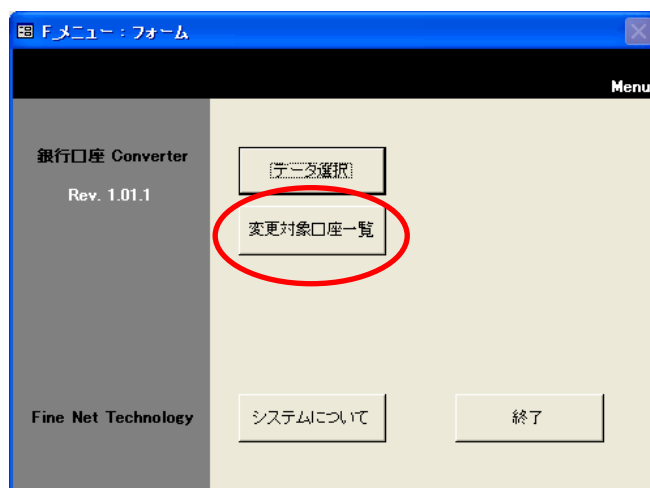 F_メニュー : フォーム
Menu
銀行口座 Converter
Rev. 1.01.1
データ選択
変更対象口座一覧
Fine Net Technology
システムについて
終了